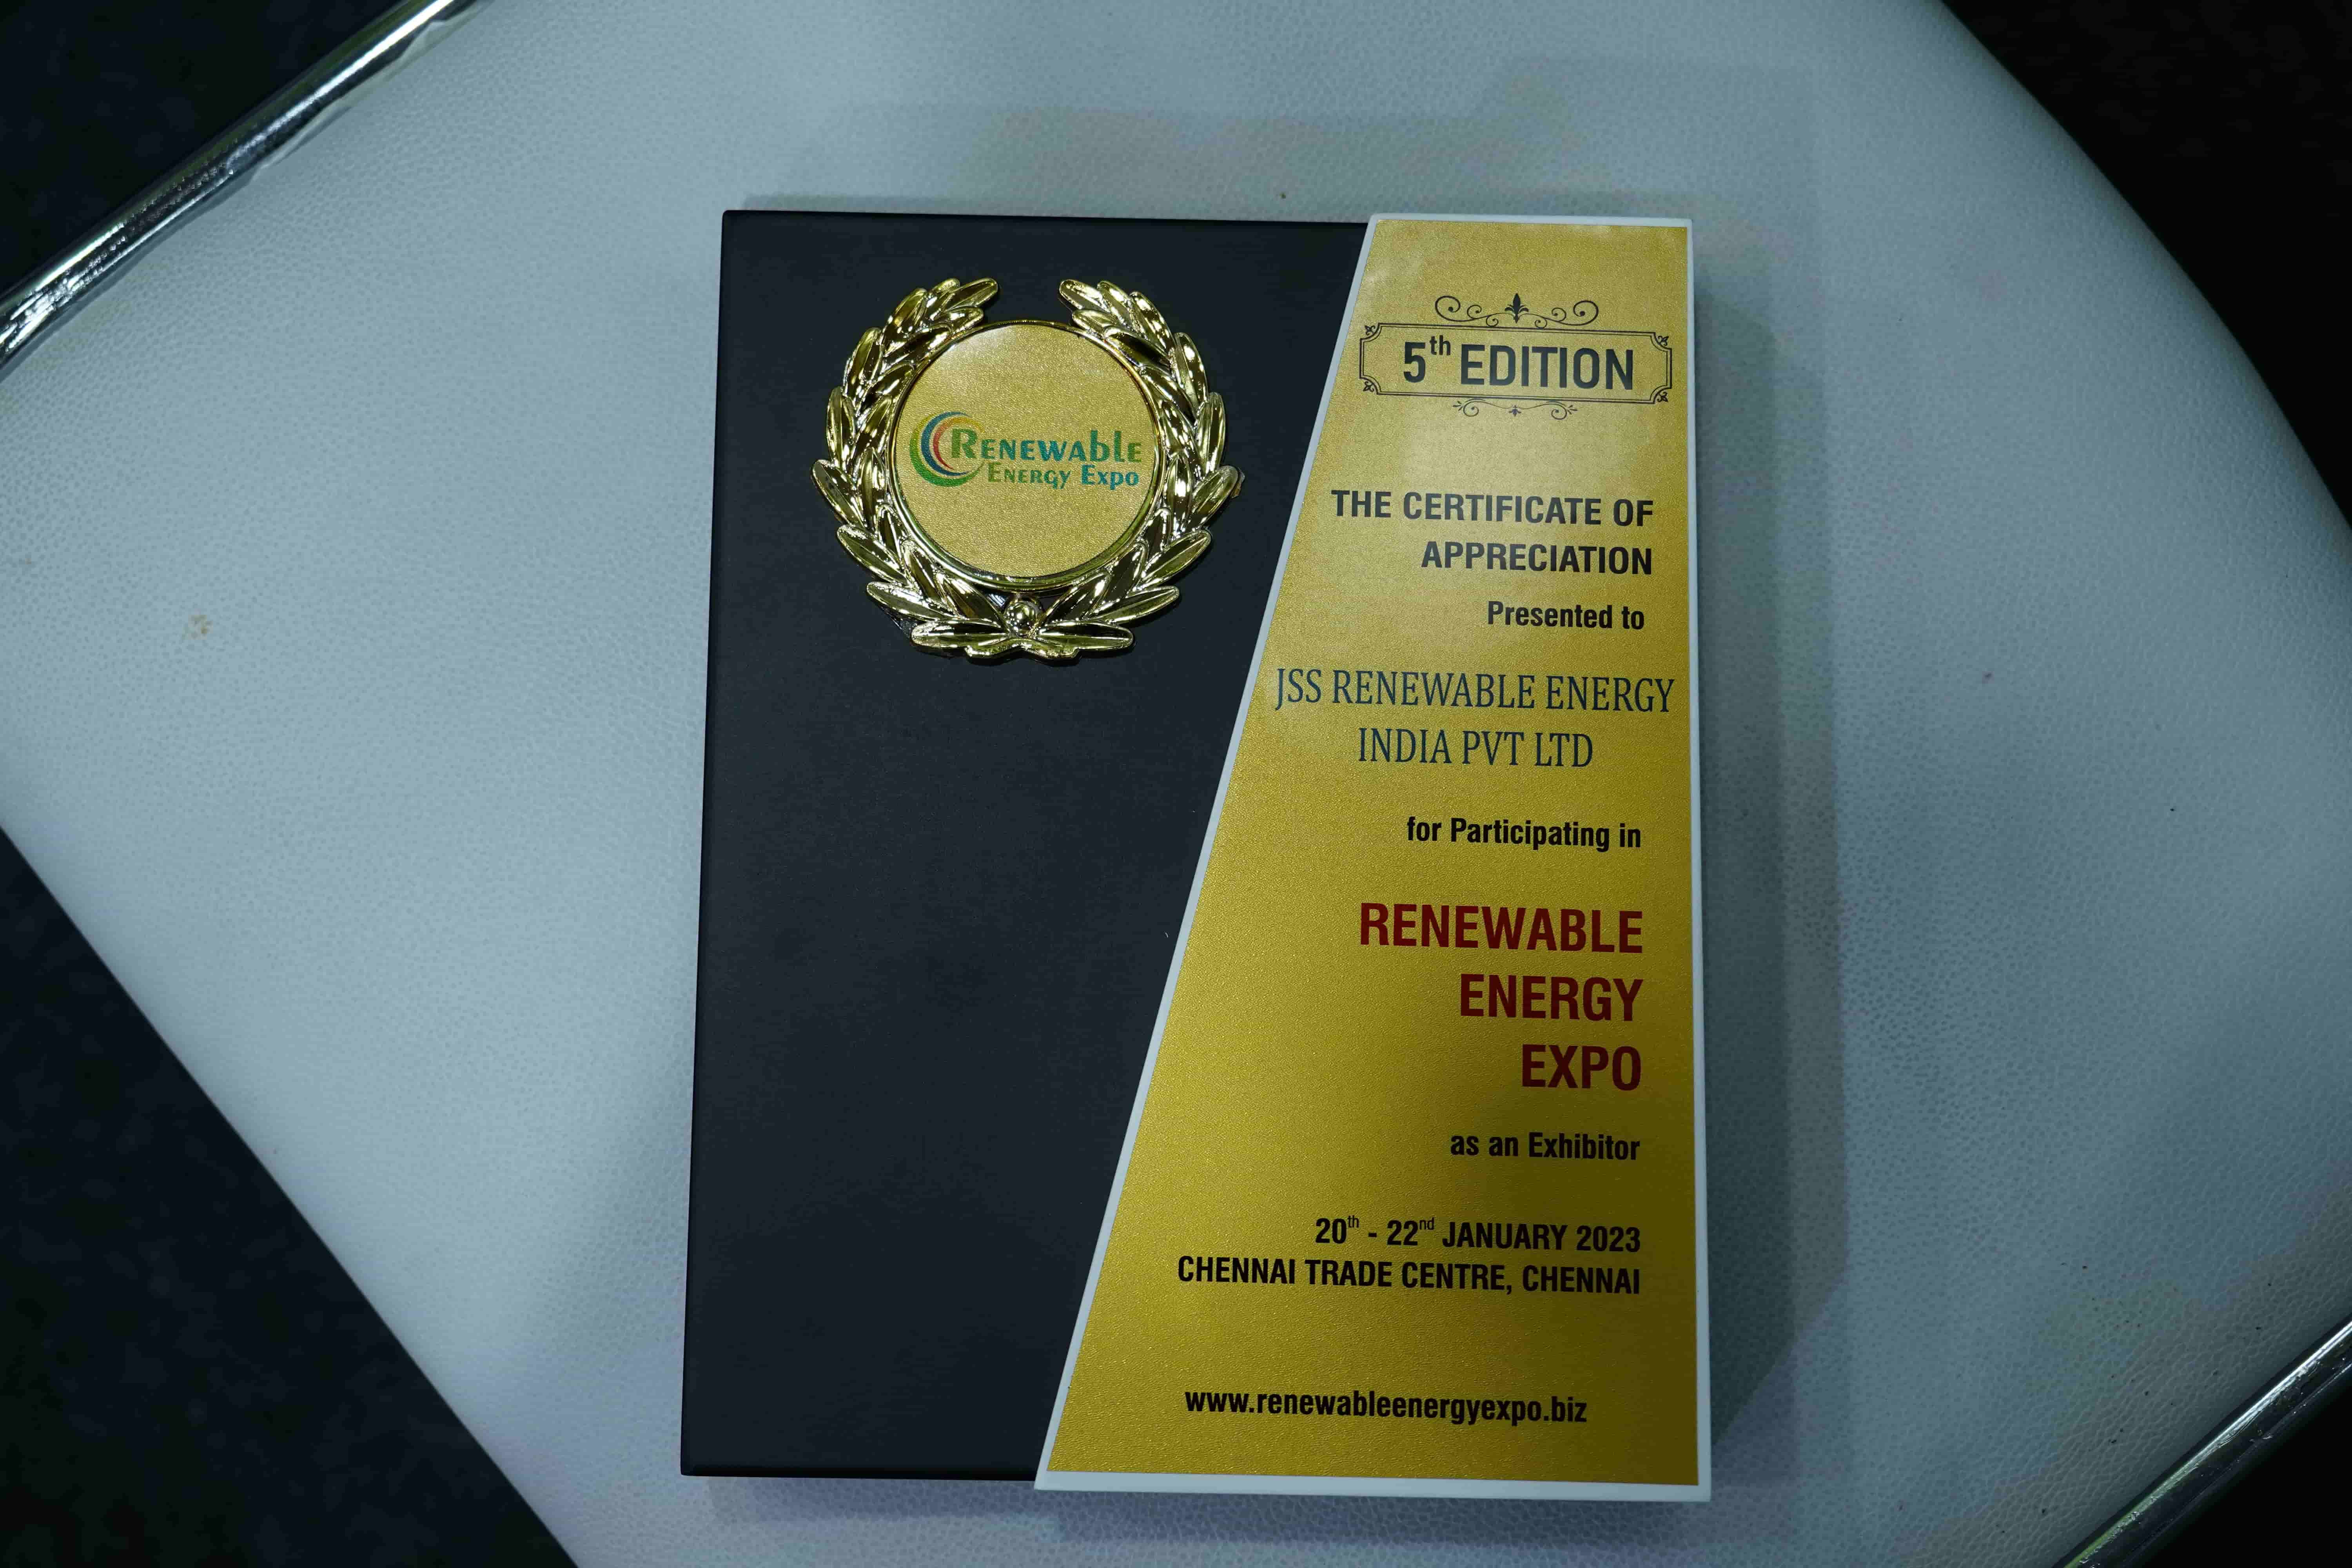 RENEWAbLE
ENERGY Expo
5th EDITION
THE CERTIFICATE OF
APPRECIATION
Presented to
JSS RENEWABLE ENERGY
INDIA PVT LTD
for Participating in
RENEWABLE
ENERGY
EXPO
as an Exhibitor
20th - 22nd JANUARY 2023
CHENNAI TRADE CENTRE, CHENNAI
www.renewableenergyexpo.biz